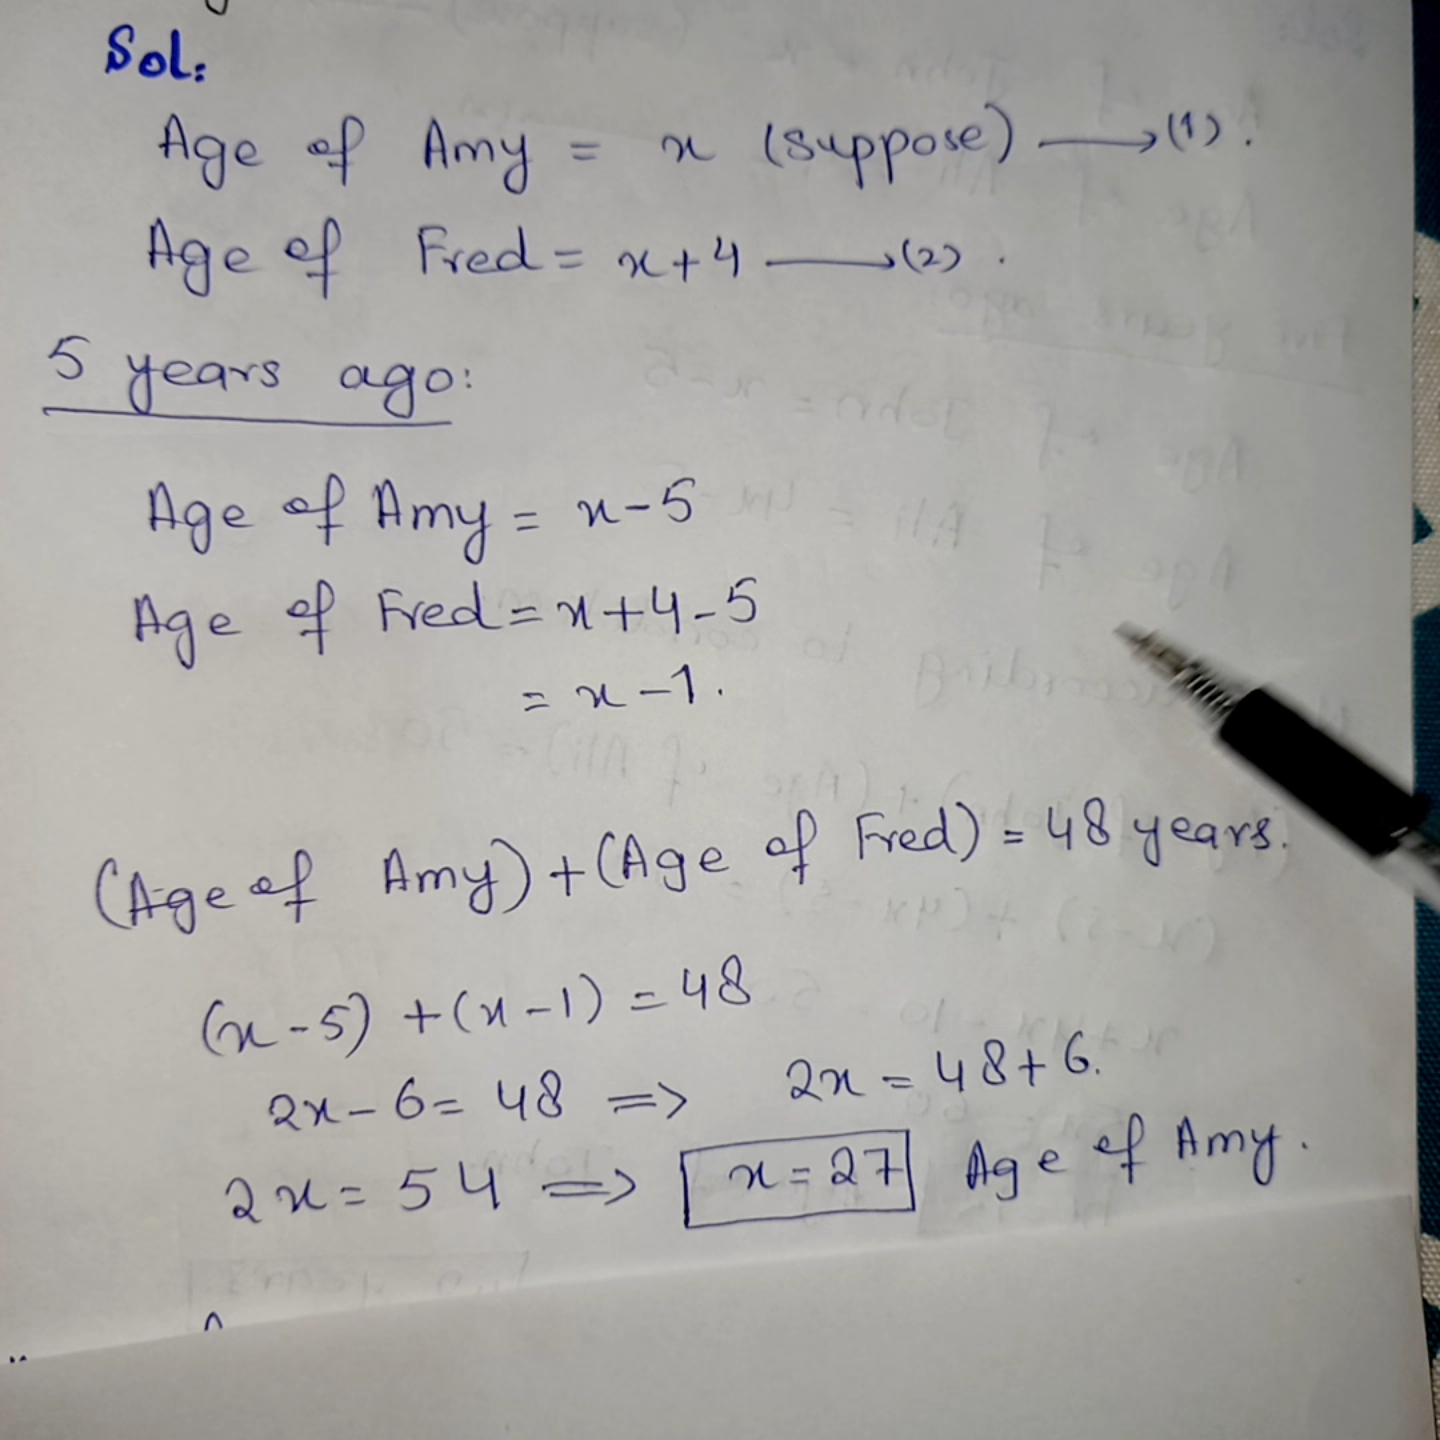 Sol:
Age of Amy = x (suppose) ⟶(1).
Age of Fred = x+4 ⟶(2).
5 years ago:
Age of Amy = x-5
Age of Fred = x+4-5
= x-1.
(Age of Amy)+(Age of Fred) = 48 years.
(x-5) +(x-1) = 48
2x-6= 48 => 2x = 48+6.
2x = 54 => x=27 Age of Amy.